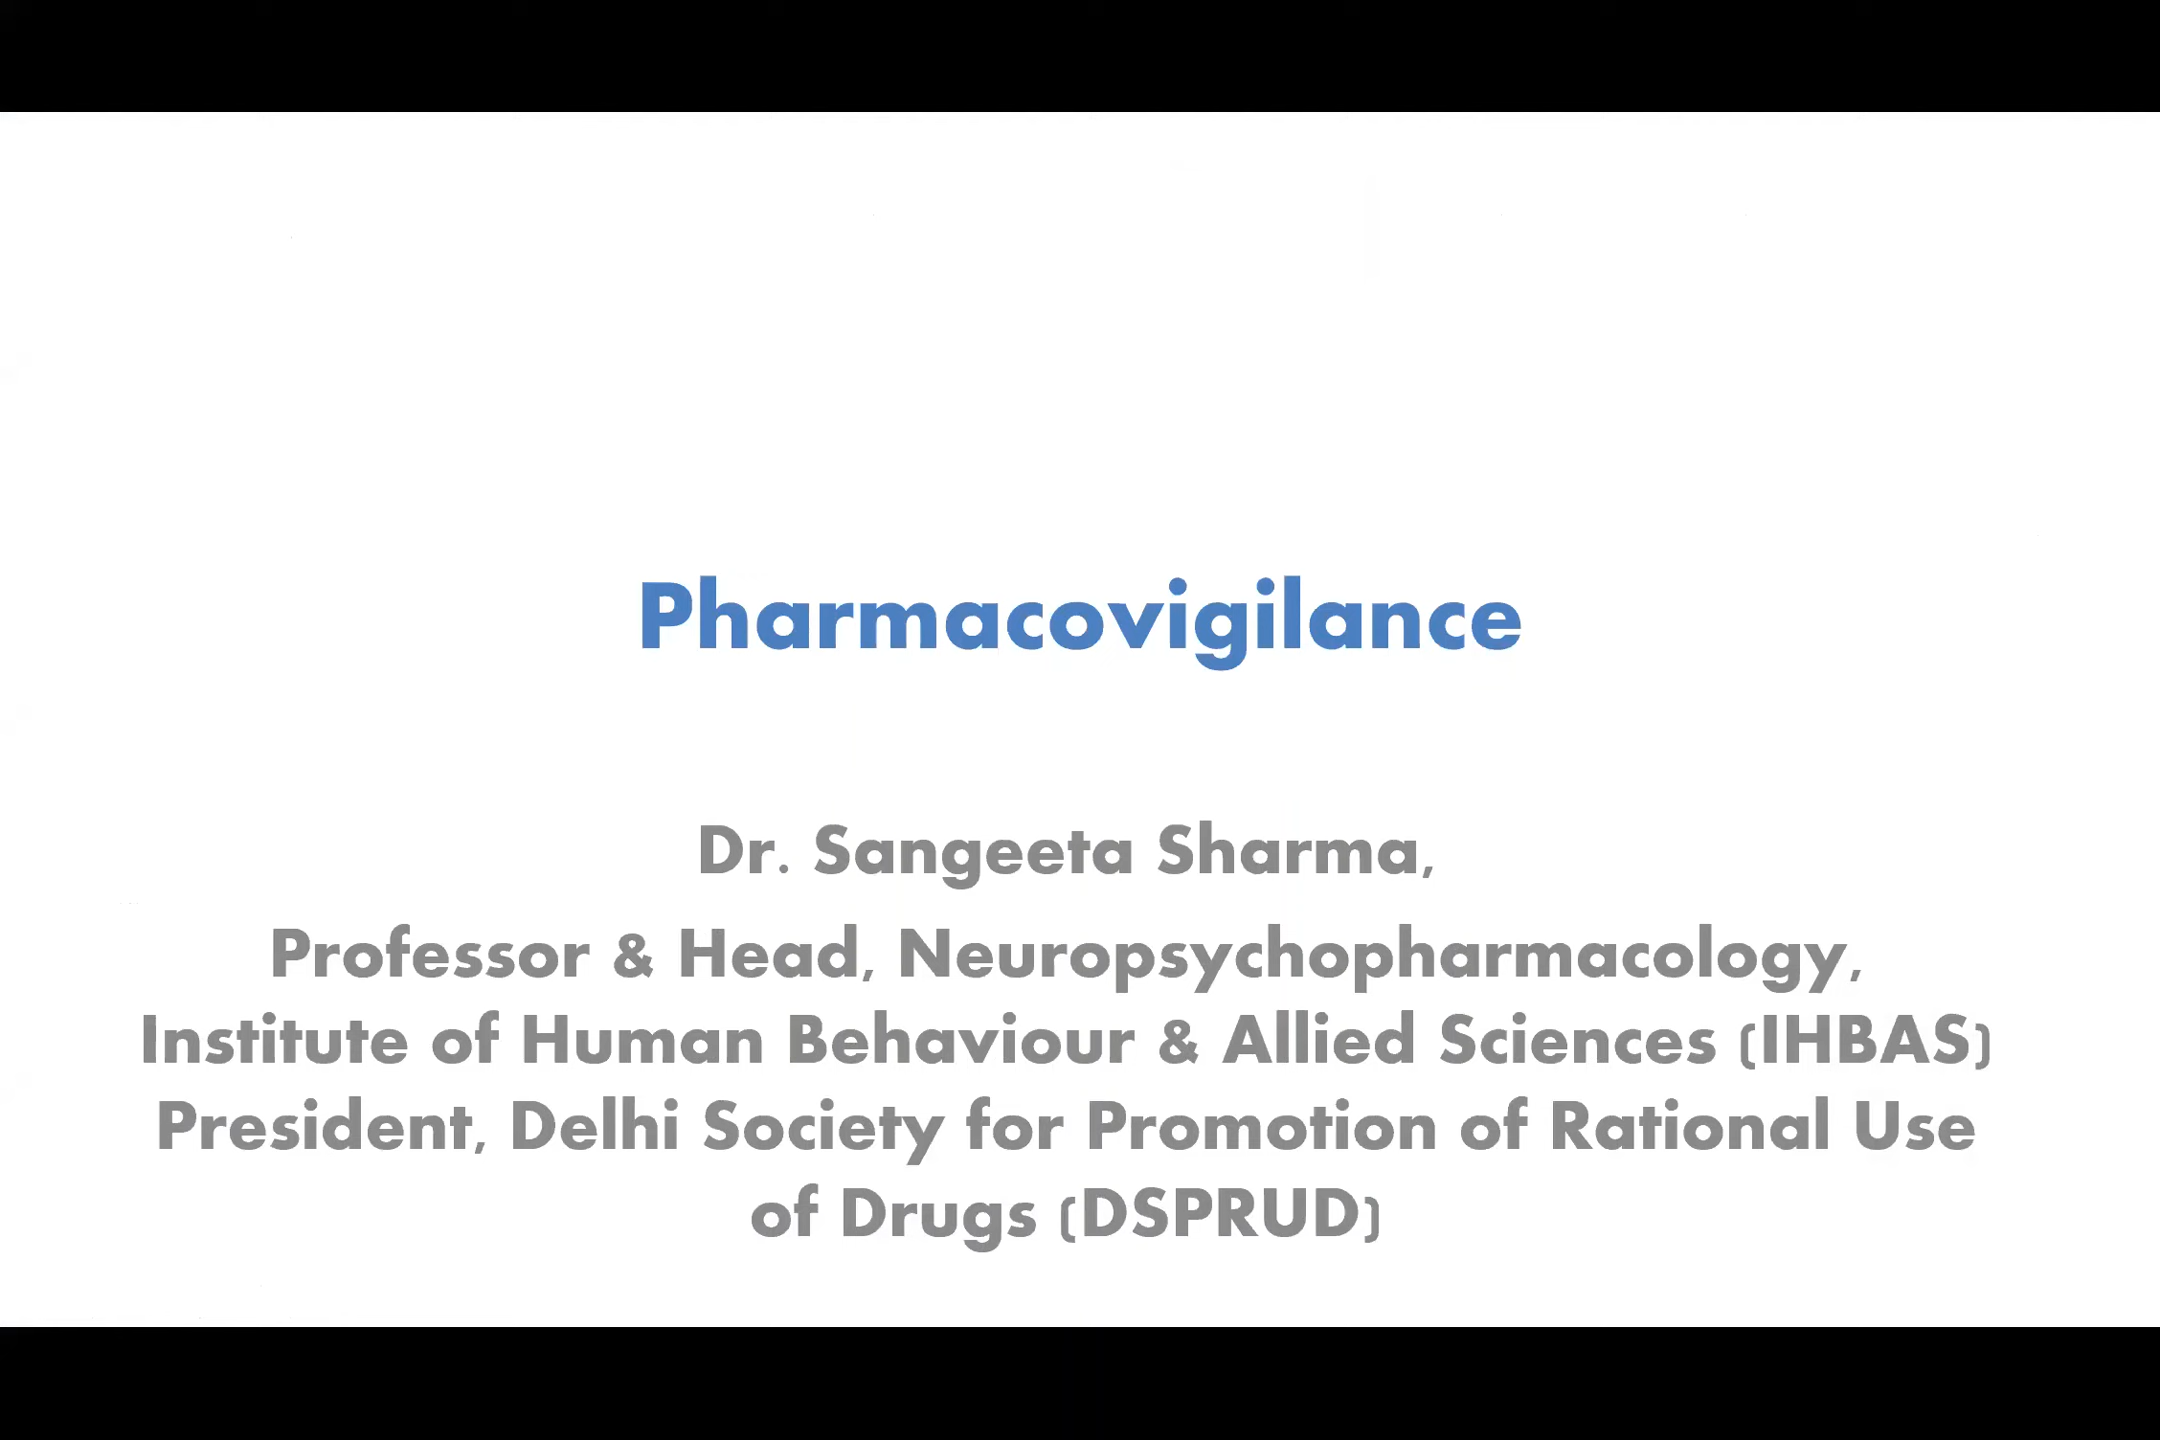 Pharmacovigilance
Dr. Sangeeta Sharma,
Professor & Head, Neuropsychopharmacology,
Institute of Human Behaviour & Allied Sciences (IHBAS)
President, Delhi Society for Promotion of Rational Use
of Drugs (DSPRUD)